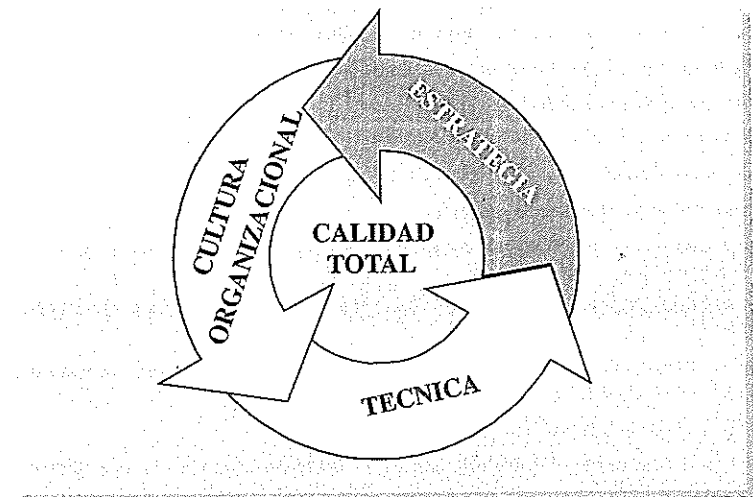 ESTRATEGIA
CULTURA
ORGANIZACIONAL
CALIDAD
TOTAL
TECNICA